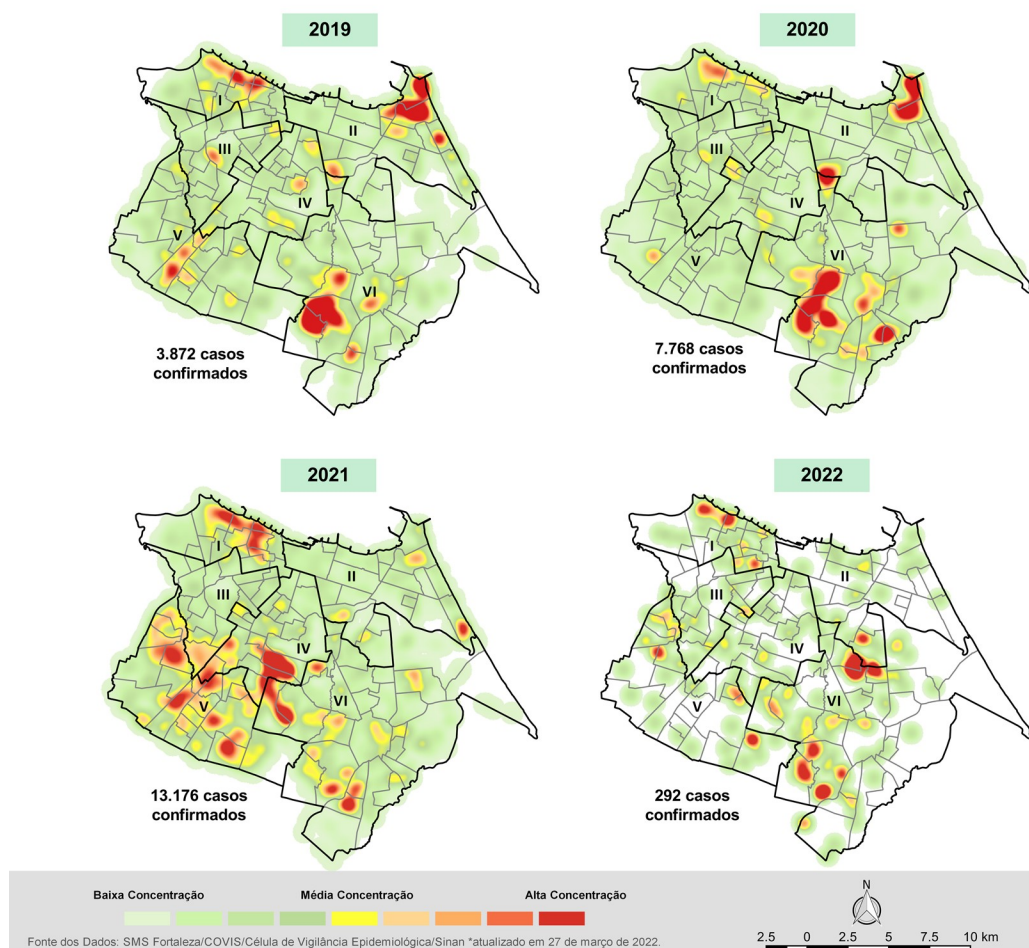 2019
2020
I
II
III
IV
V
VI
3.872 casos
confirmados
I
II
III
IV
V
VI
7.768 casos
confirmados
2021
2022
I
II
III
IV
V
VI
13.176 casos
confirmados
I
II
III
IV
V
VI
292 casos
confirmados
Baixa Concentração Média Concentração Alta Concentração
N
Fonte dos Dados: SMS Fortaleza/COVIS/Célula de Vigilância Epidemiológica/Sinan *atualizado em 27 de março de 2022.
2.5 0 2.5 5 7.5 10 km